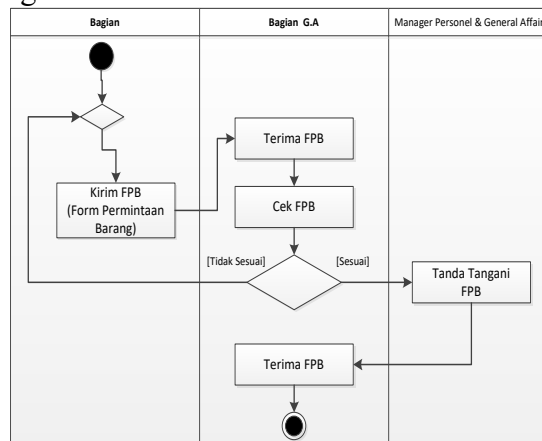 Bagian
Bagian G.A
Manager Personel & General Affair
Terima FPB
Kirim FPB
(Form Permintaan
Barang)
Cek FPB
[Tidak Sesuai]
[Sesuai]
Tanda Tangani
FPB
Terima FPB